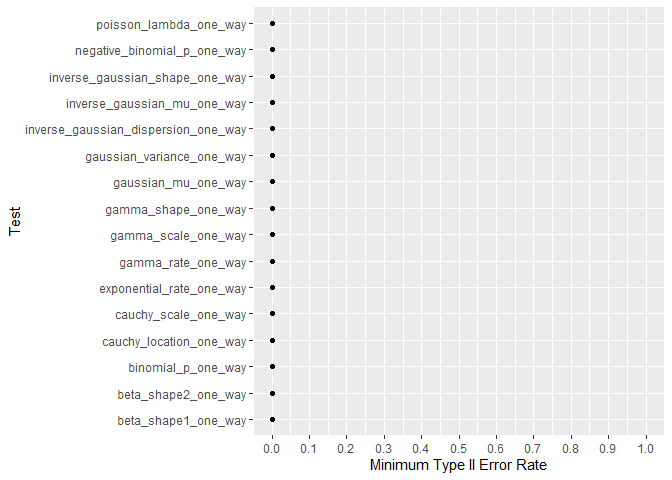 poisson_lambda_one_way
negative_binomial_p_one_way
inverse_gaussian_shape_one_way
inverse_gaussian_mu_one_way
inverse_gaussian_dispersion_one_way
gaussian_variance_one_way
gaussian_mu_one_way
gamma_shape_one_way
gamma_scale_one_way
gamma_rate_one_way
exponential_rate_one_way
cauchy_scale_one_way
cauchy_location_one_way
binomial_p_one_way
beta_shape2_one_way
beta_shape1_one_way
Test
0.0 0.1 0.2 0.3 0.4 0.5 0.6 0.7 0.8 0.9 1.0
Minimum Type II Error Rate